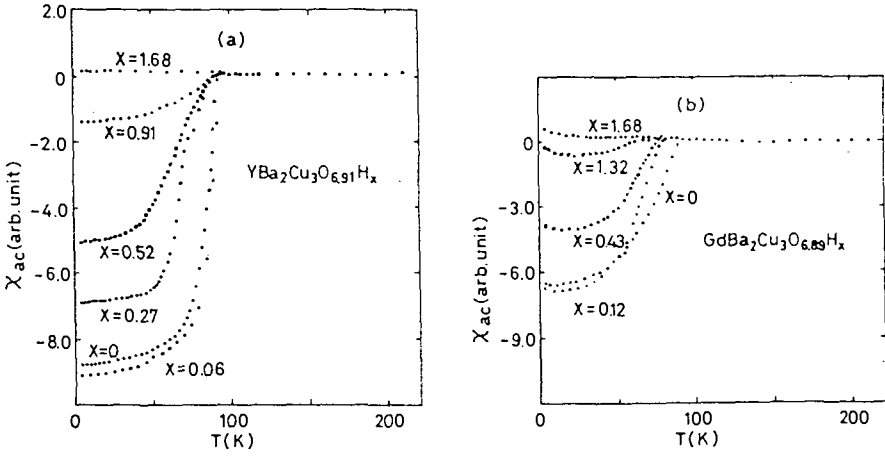 2.0
0
-2.0
-4.0
-6.0
-8.0
χac (arb.unit)
(a)
X=1.68
X=0.91
X=0.52
X=0.27
X=0
X=0.06
YBa2Cu3O6.91Hx
0
100
200
T(K)
0
-3.0
-6.0
-9.0
χac (arb.unit)
(b)
X=1.68
X=1.32
X=0
X=0.43
X=0.12
GdBa2Cu3O6.89Hx
0
100
200
T(K)